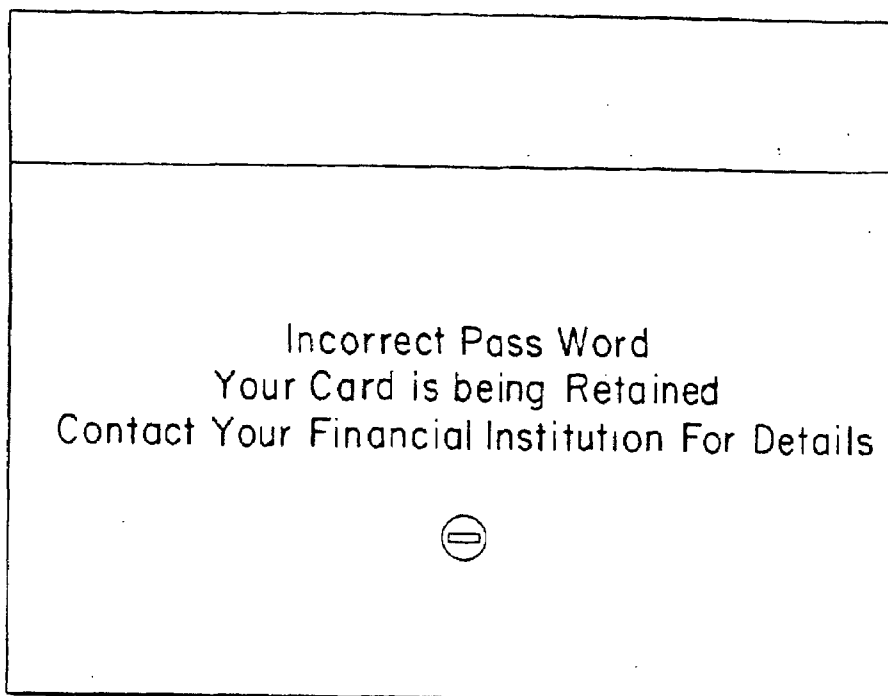 Incorrect Pass Word
Your Card is being Retained
Contact Your Financial Institution For Details